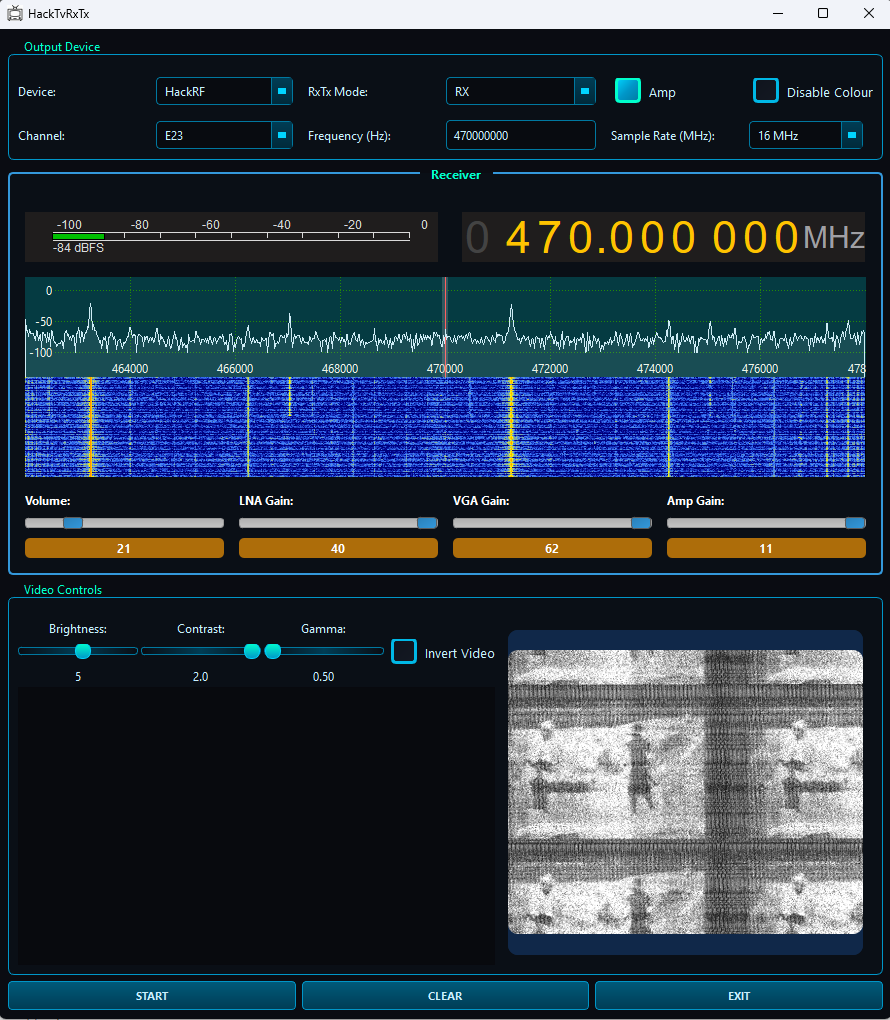 HackTvRxTx
Output Device
Device: HackRF RxTx Mode: RX Amp Disable Colour
Channel: E23 Frequency (Hz): 470000000 Sample Rate (MHz): 16 MHz
Receiver
-100 -80 -60 -40 -20 0
-84 dBFS
0 470.000 000 MHz
0
-50
-100
464000 466000 468000 470000 472000 474000 476000 478
Volume: LNA Gain: VGA Gain: Amp Gain:
21 40 62 11
Video Controls
Brightness: Contrast: Gamma: Invert Video
5 2.0 0.50
START CLEAR EXIT